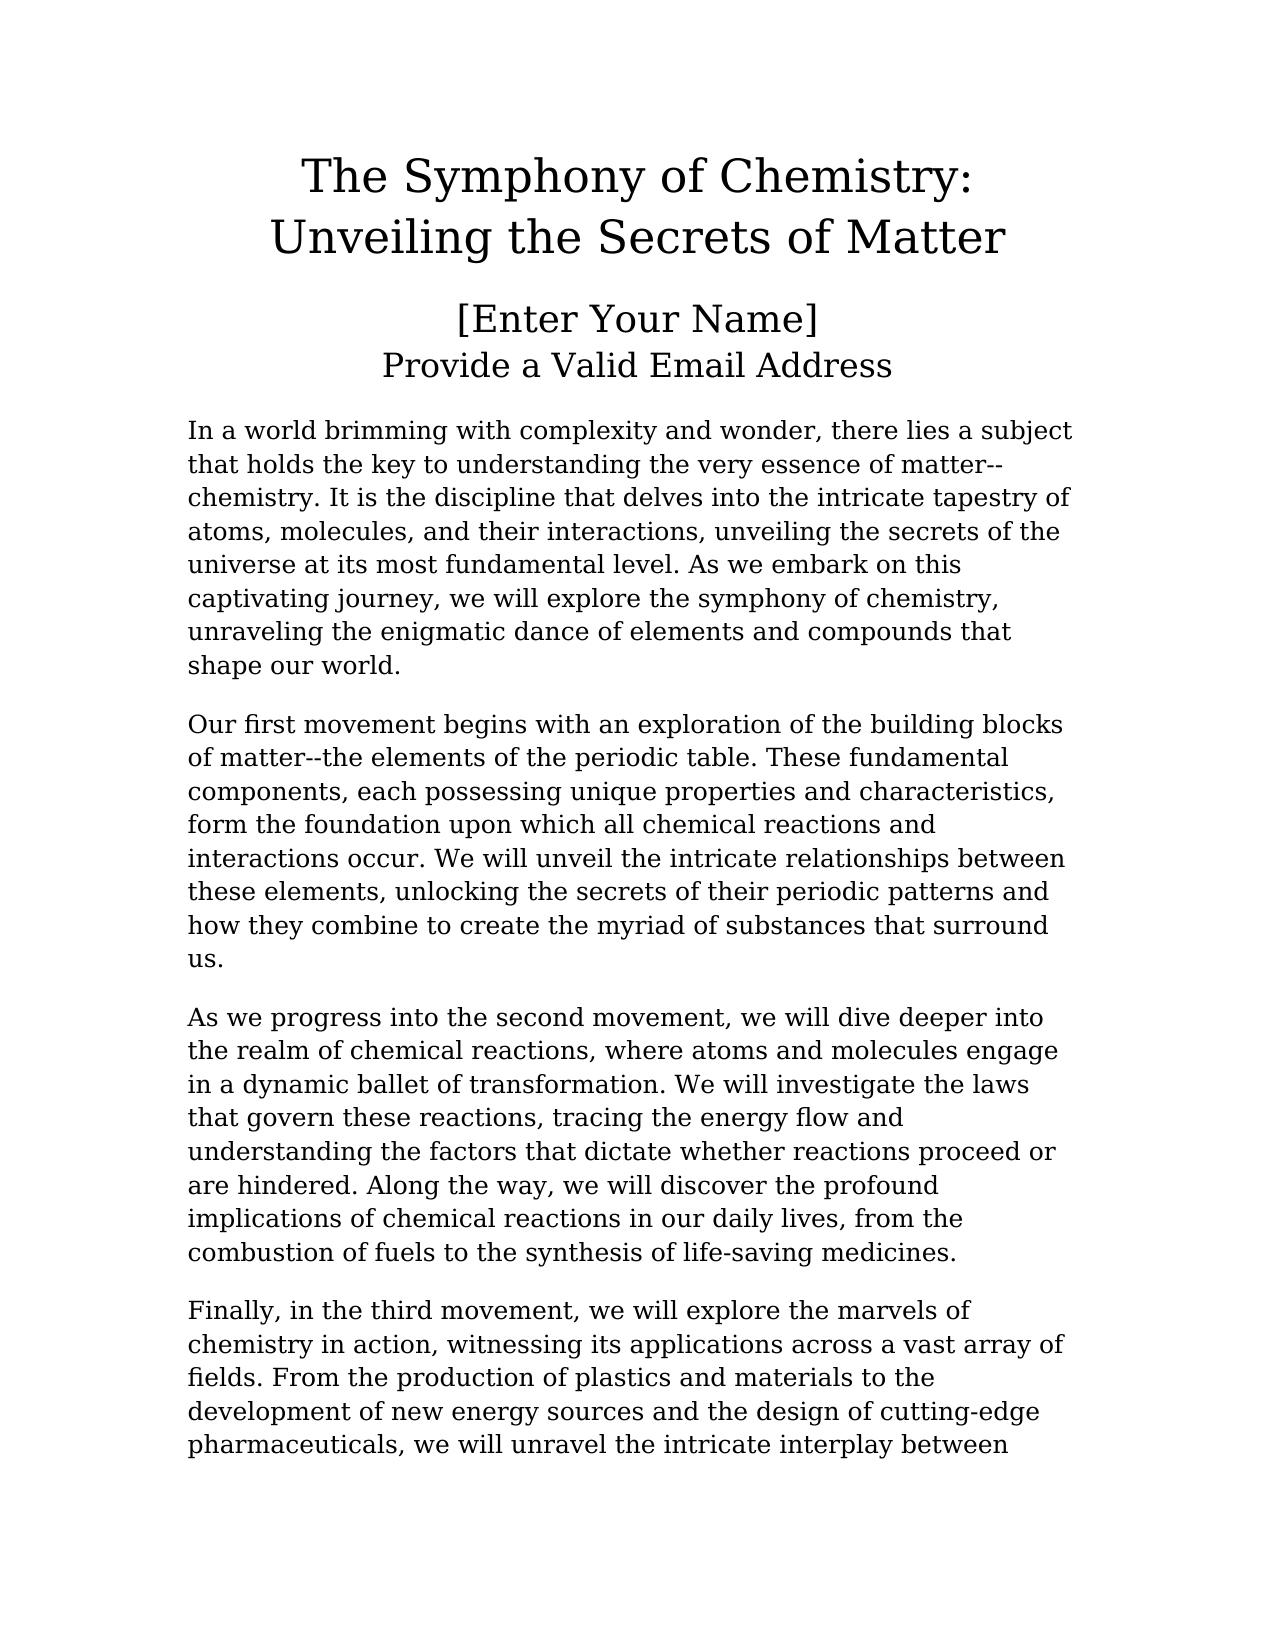 The Symphony of Chemistry:
Unveiling the Secrets of Matter
[Enter Your Name]
Provide a Valid Email Address
In a world brimming with complexity and wonder, there lies a subject
that holds the key to understanding the very essence of matter--
chemistry. It is the discipline that delves into the intricate tapestry of
atoms, molecules, and their interactions, unveiling the secrets of the
universe at its most fundamental level. As we embark on this
captivating journey, we will explore the symphony of chemistry,
unraveling the enigmatic dance of elements and compounds that
shape our world.
Our first movement begins with an exploration of the building blocks
of matter--the elements of the periodic table. These fundamental
components, each possessing unique properties and characteristics,
form the foundation upon which all chemical reactions and
interactions occur. We will unveil the intricate relationships between
these elements, unlocking the secrets of their periodic patterns and
how they combine to create the myriad of substances that surround
us.
As we progress into the second movement, we will dive deeper into
the realm of chemical reactions, where atoms and molecules engage
in a dynamic ballet of transformation. We will investigate the laws
that govern these reactions, tracing the energy flow and
understanding the factors that dictate whether reactions proceed or
are hindered. Along the way, we will discover the profound
implications of chemical reactions in our daily lives, from the
combustion of fuels to the synthesis of life-saving medicines.
Finally, in the third movement, we will explore the marvels of
chemistry in action, witnessing its applications across a vast array of
fields. From the production of plastics and materials to the
development of new energy sources and the design of cutting-edge
pharmaceuticals, we will unravel the intricate interplay between